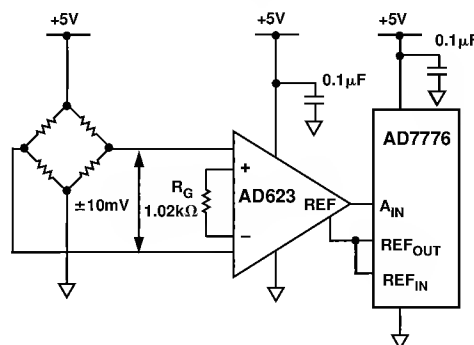 +5V
+5V
+5V
0.1μF
0.1μF
AD7776
R_G
1.02kΩ
±10mV
+
−
AD623
REF
A_IN
REF_OUT
REF_IN